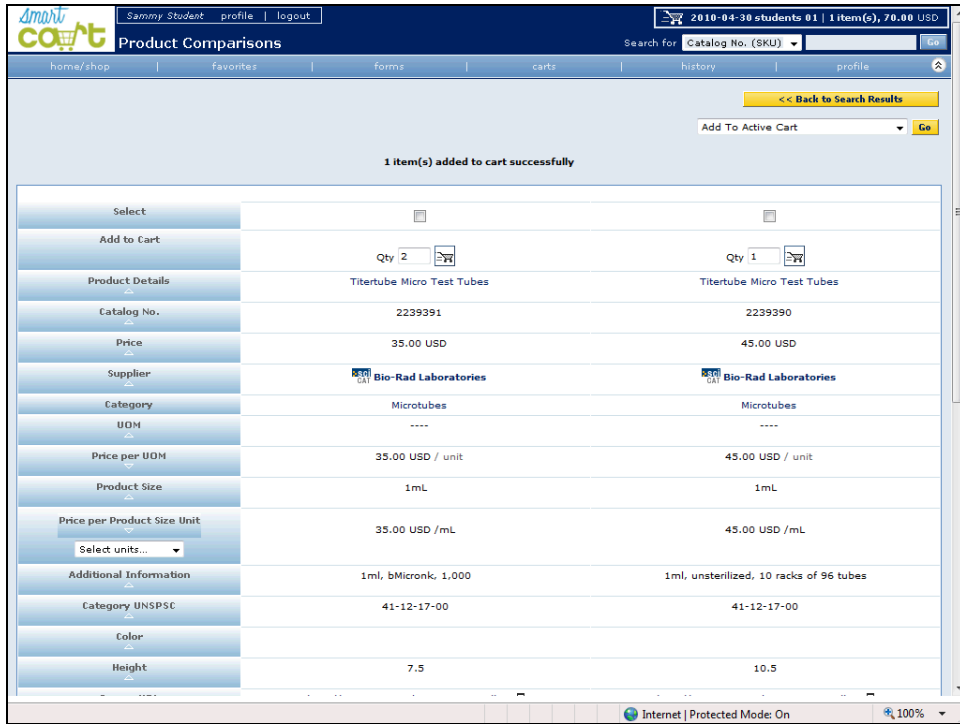 smart cart
Sammy Student profile | logout
2010-04-30 students 01 | 1 item(s), 70.00 USD
Product Comparisons
Search for Catalog No. (SKU) Go
home/shop | favorites | forms | carts | history | profile
<< Back to Search Results
Add To Active Cart Go
1 item(s) added to cart successfully
Select
Add to Cart
Qty 2 Qty 1
Product Details Titertube Micro Test Tubes Titertube Micro Test Tubes
Catalog No. 2239391 2239390
Price 35.00 USD 45.00 USD
Supplier SCI CAT Bio-Rad Laboratories SCI CAT Bio-Rad Laboratories
Category Microtubes Microtubes
UOM ---- ----
Price per UOM 35.00 USD / unit 45.00 USD / unit
Product Size 1mL 1mL
Price per Product Size Unit 35.00 USD /mL 45.00 USD /mL
Select units...
Additional Information 1ml, bMicronk, 1,000 1ml, unsterilized, 10 racks of 96 tubes
Category UNSPSC 41-12-17-00 41-12-17-00
Color
Height 7.5 10.5
Internet | Protected Mode: On 100%